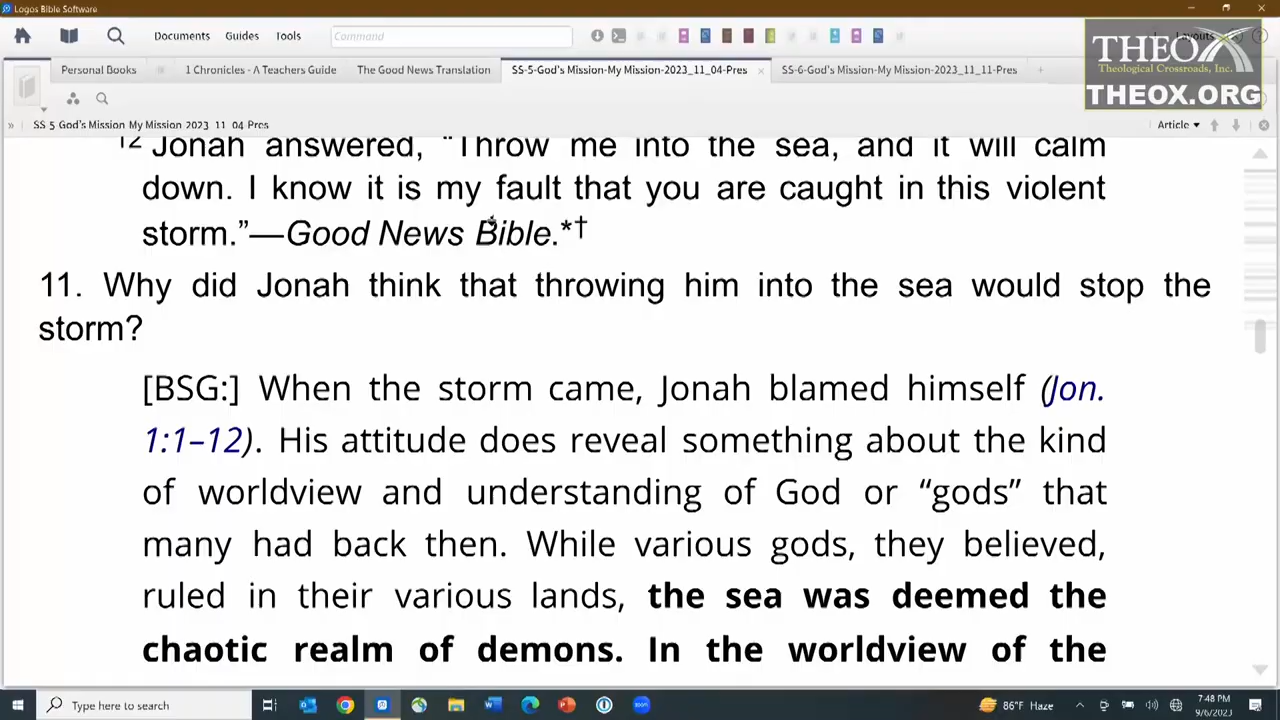 Logos Bible Software
Documents Guides Tools Command Layouts
THEOX
Theological Crossroads, Inc.
THEOX.ORG
Personal Books 1 Chronicles - A Teachers Guide The Good News Translation SS-5-God's Mission-My Mission-2023_11_04-Pres SS-6-God's Mission-My Mission-2023_11_11-Pres
» SS-5-God's Mission-My Mission-2023_11_04-Pres Article
12 Jonah answered, “Throw me into the sea, and it will calm
down. I know it is my fault that you are caught in this violent
storm.”—Good News Bible.*†
11. Why did Jonah think that throwing him into the sea would stop the
storm?
[BSG:] When the storm came, Jonah blamed himself (Jon.
1:1–12). His attitude does reveal something about the kind
of worldview and understanding of God or “gods” that
many had back then. While various gods, they believed,
ruled in their various lands, the sea was deemed the
chaotic realm of demons. In the worldview of the
Type here to search
86°F Haze
7:48 PM
9/6/2023